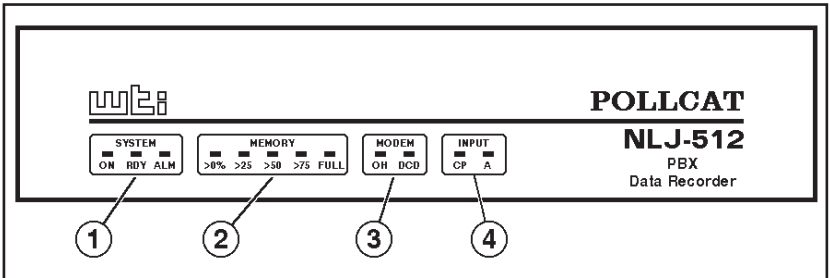 wti
POLLCAT
NLJ-512
PBX
Data Recorder
SYSTEM
ON RDY ALM
MEMORY
>0% >25 >50 >75 FULL
MODEM
OH DCD
INPUT
CP A
1 2 3 4